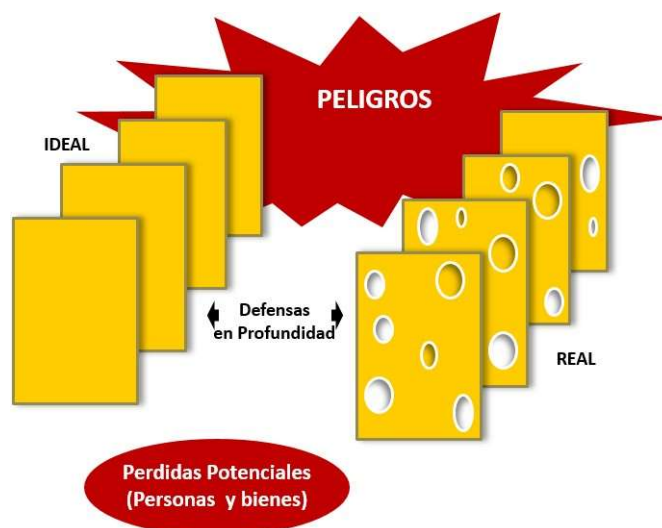 PELIGROS
IDEAL
Defensas
en Profundidad
REAL
Perdidas Potenciales
(Personas y bienes)